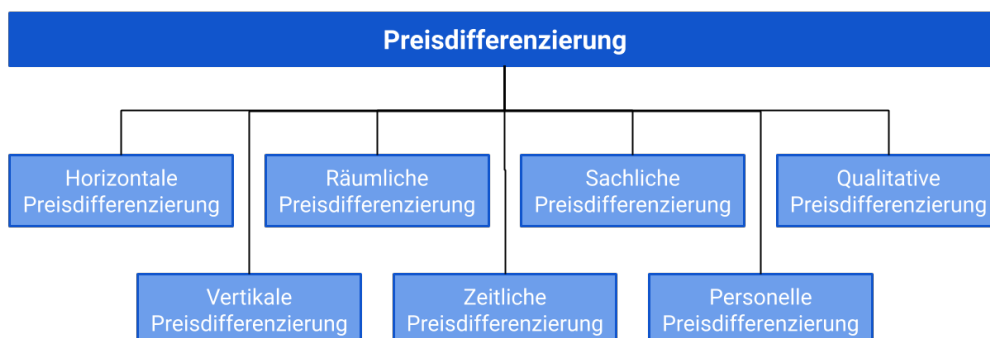 Preisdifferenzierung
Horizontale
Preisdifferenzierung
Räumliche
Preisdifferenzierung
Sachliche
Preisdifferenzierung
Qualitative
Preisdifferenzierung
Vertikale
Preisdifferenzierung
Zeitliche
Preisdifferenzierung
Personelle
Preisdifferenzierung